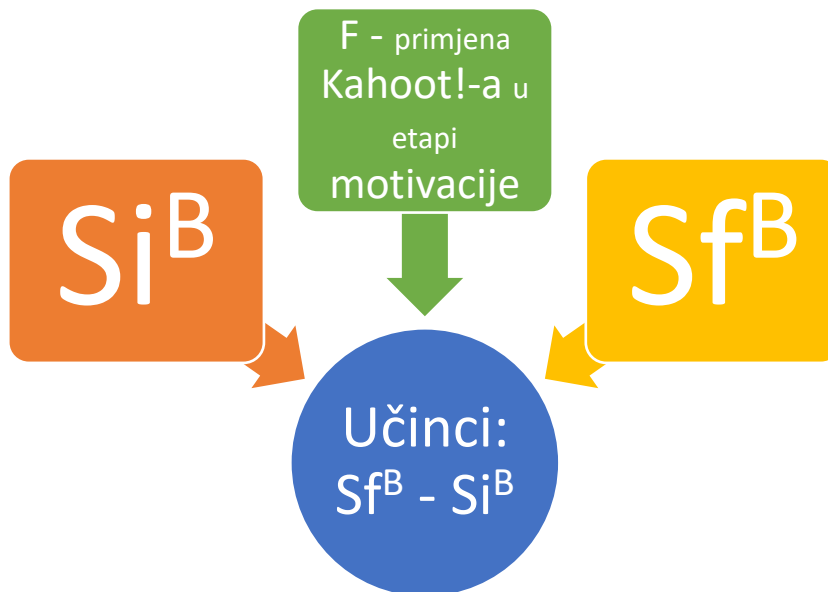 F - primjena
Kahoot!-a u
etapi
motivacije
Si^B
Sf^B
Učinci:
Sf^B - Si^B